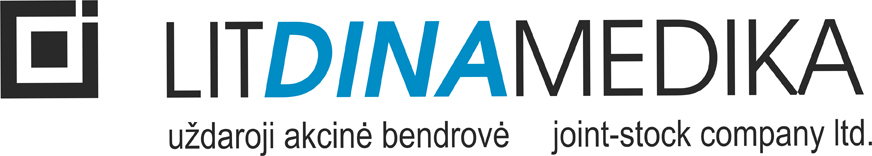 LITDINAMEDIKA
uždaroji akcinė bendrovė joint-stock company ltd.